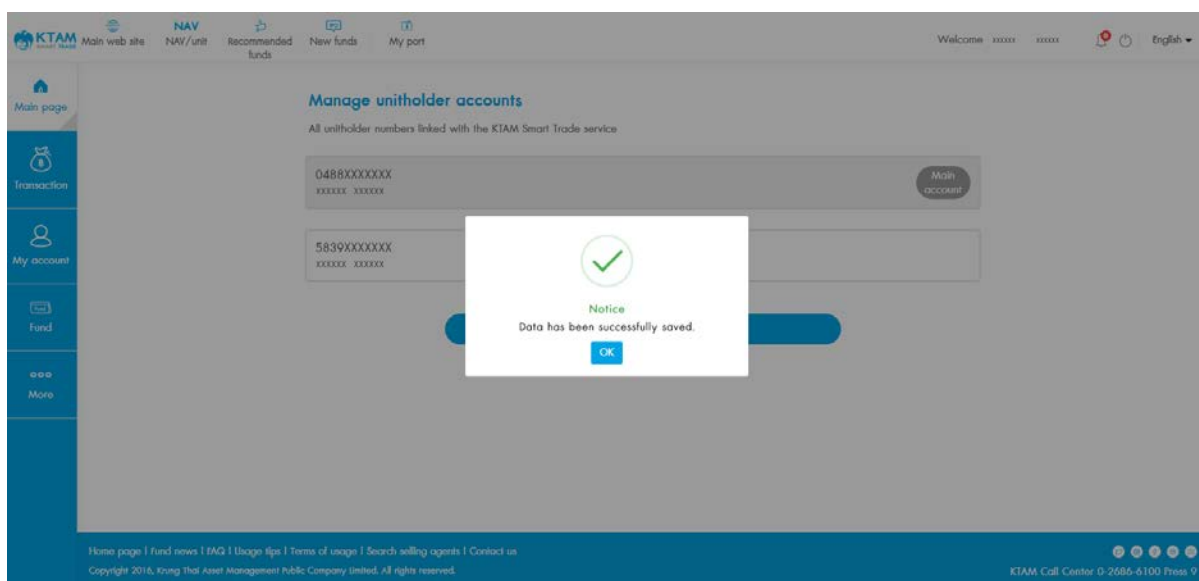 KTAM
SMART TRADE
Main web site
NAV
NAV/unit
Recommended
funds
New funds
My port
Welcome xxxxx xxxxx
English
Main page
Transaction
My account
Fund
More
Manage unitholder accounts
All unitholder numbers linked with the KTAM Smart Trade service
0488XXXXXXX
xxxxxx xxxxxx
Main
account
5839XXXXXXX
xxxxxx xxxxxx
Notice
Data has been successfully saved.
OK
Home page | Fund news | FAQ | Usage tips | Terms of usage | Search selling agents | Contact us
Copyright 2016, Krung Thai Asset Management Public Company Limited. All rights reserved.
KTAM Call Center 0-2686-6100 Press 9